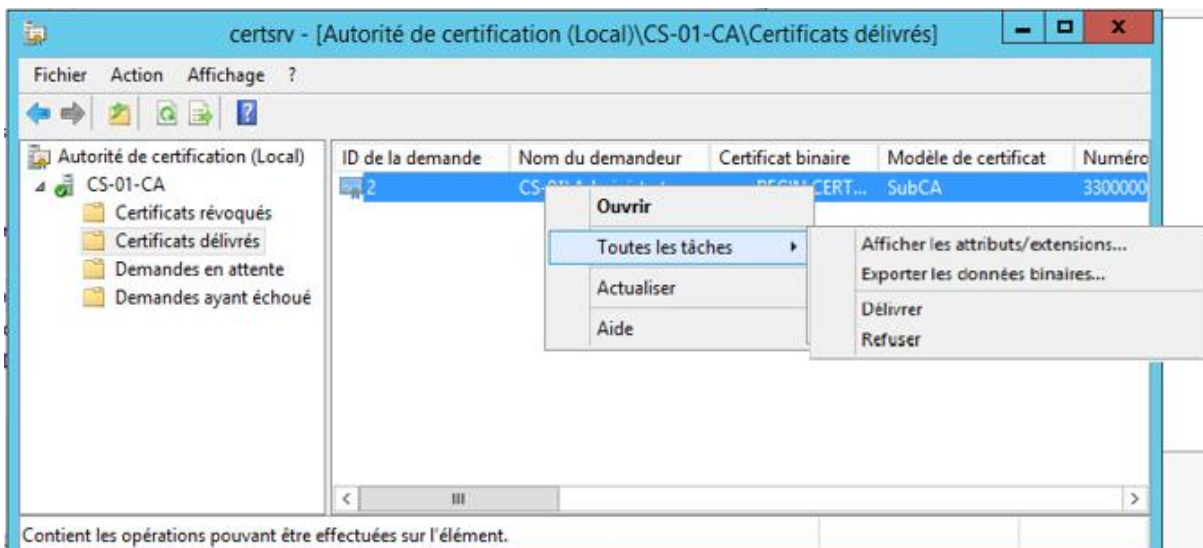 certsrv - [Autorité de certification (Local)\CS-01-CA\Certificats délivrés]
Fichier Action Affichage ?
Autorité de certification (Local)
CS-01-CA
Certificats révoqués
Certificats délivrés
Demandes en attente
Demandes ayant échoué
ID de la demande Nom du demandeur Certificat binaire Modèle de certificat Numéro
2 SubCA 3300000
Ouvrir
Toutes les tâches
Actualiser
Aide
Afficher les attributs/extensions...
Exporter les données binaires...
Délivrer
Refuser
Contient les opérations pouvant être effectuées sur l'élément.